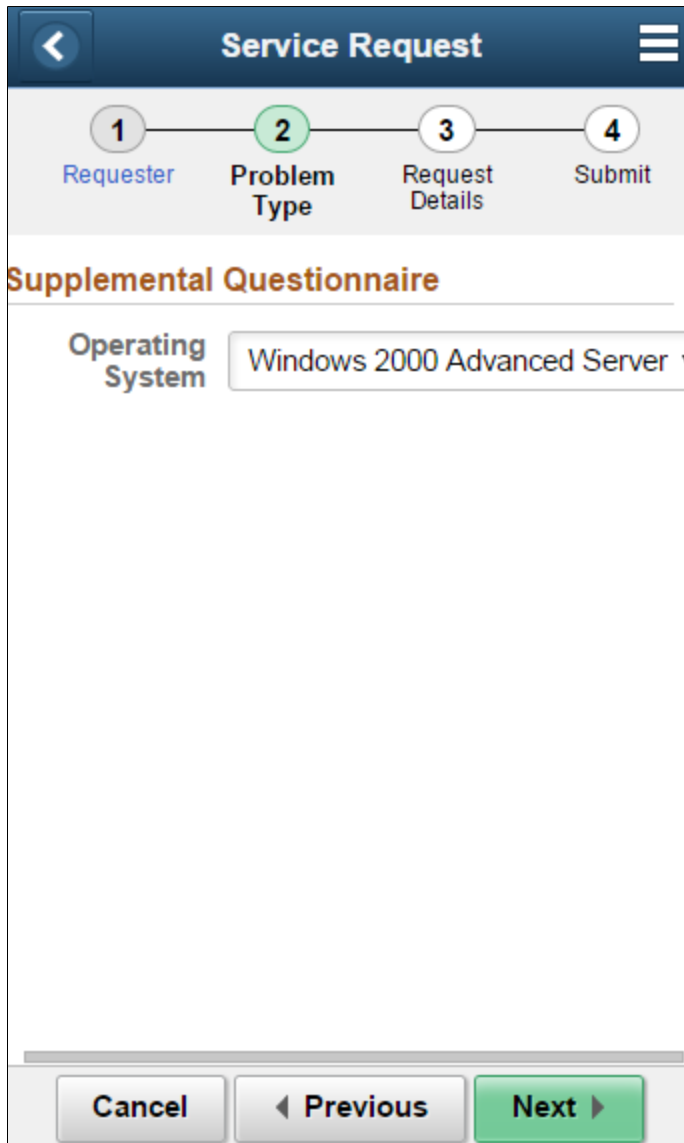 Service Request
1 2 3 4
Requester Problem Request Submit
Type Details
Supplemental Questionnaire
Operating
System
Windows 2000 Advanced Server
Cancel Previous Next